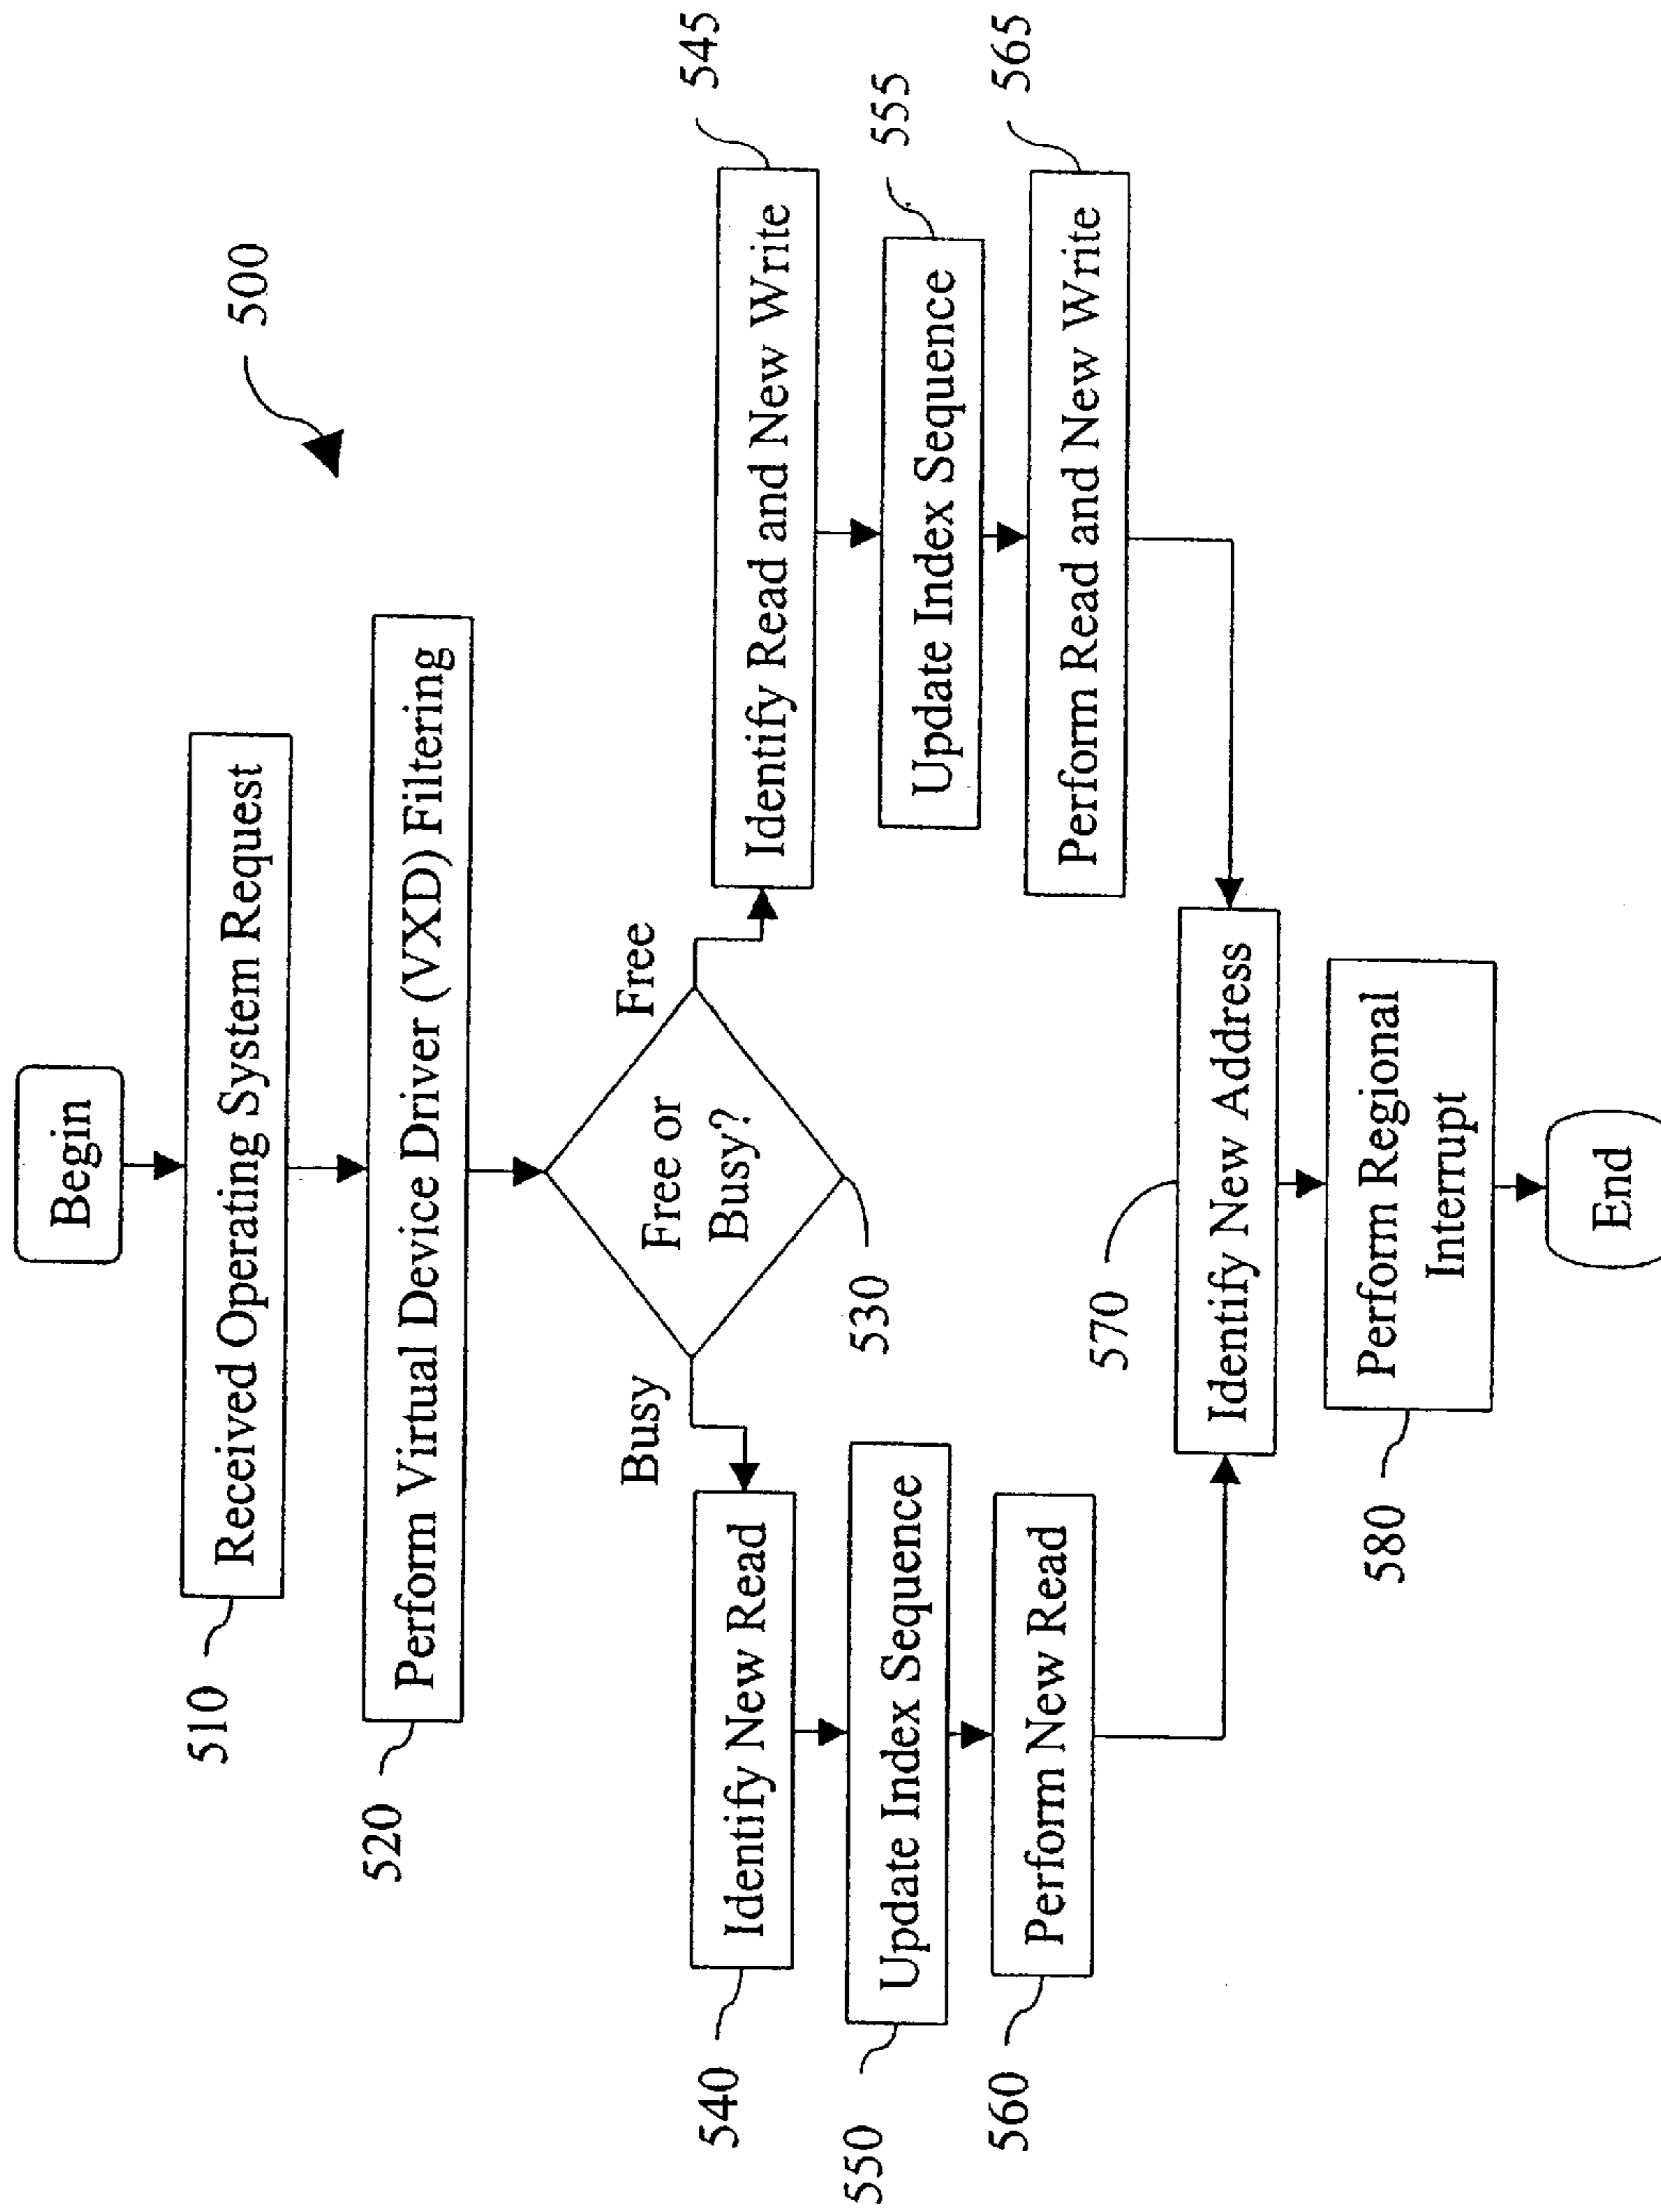 500
Begin
510
Received Operating System Request
520
Perform Virtual Device Driver (VXD) Filtering
530
Free or
Busy?
Busy
Free
540
Identify New Read
545
Identify Read and New Write
550
Update Index Sequence
555
Update Index Sequence
560
Perform New Read
565
Perform Read and New Write
570
Identify New Address
580
Perform Regional
Interrupt
End